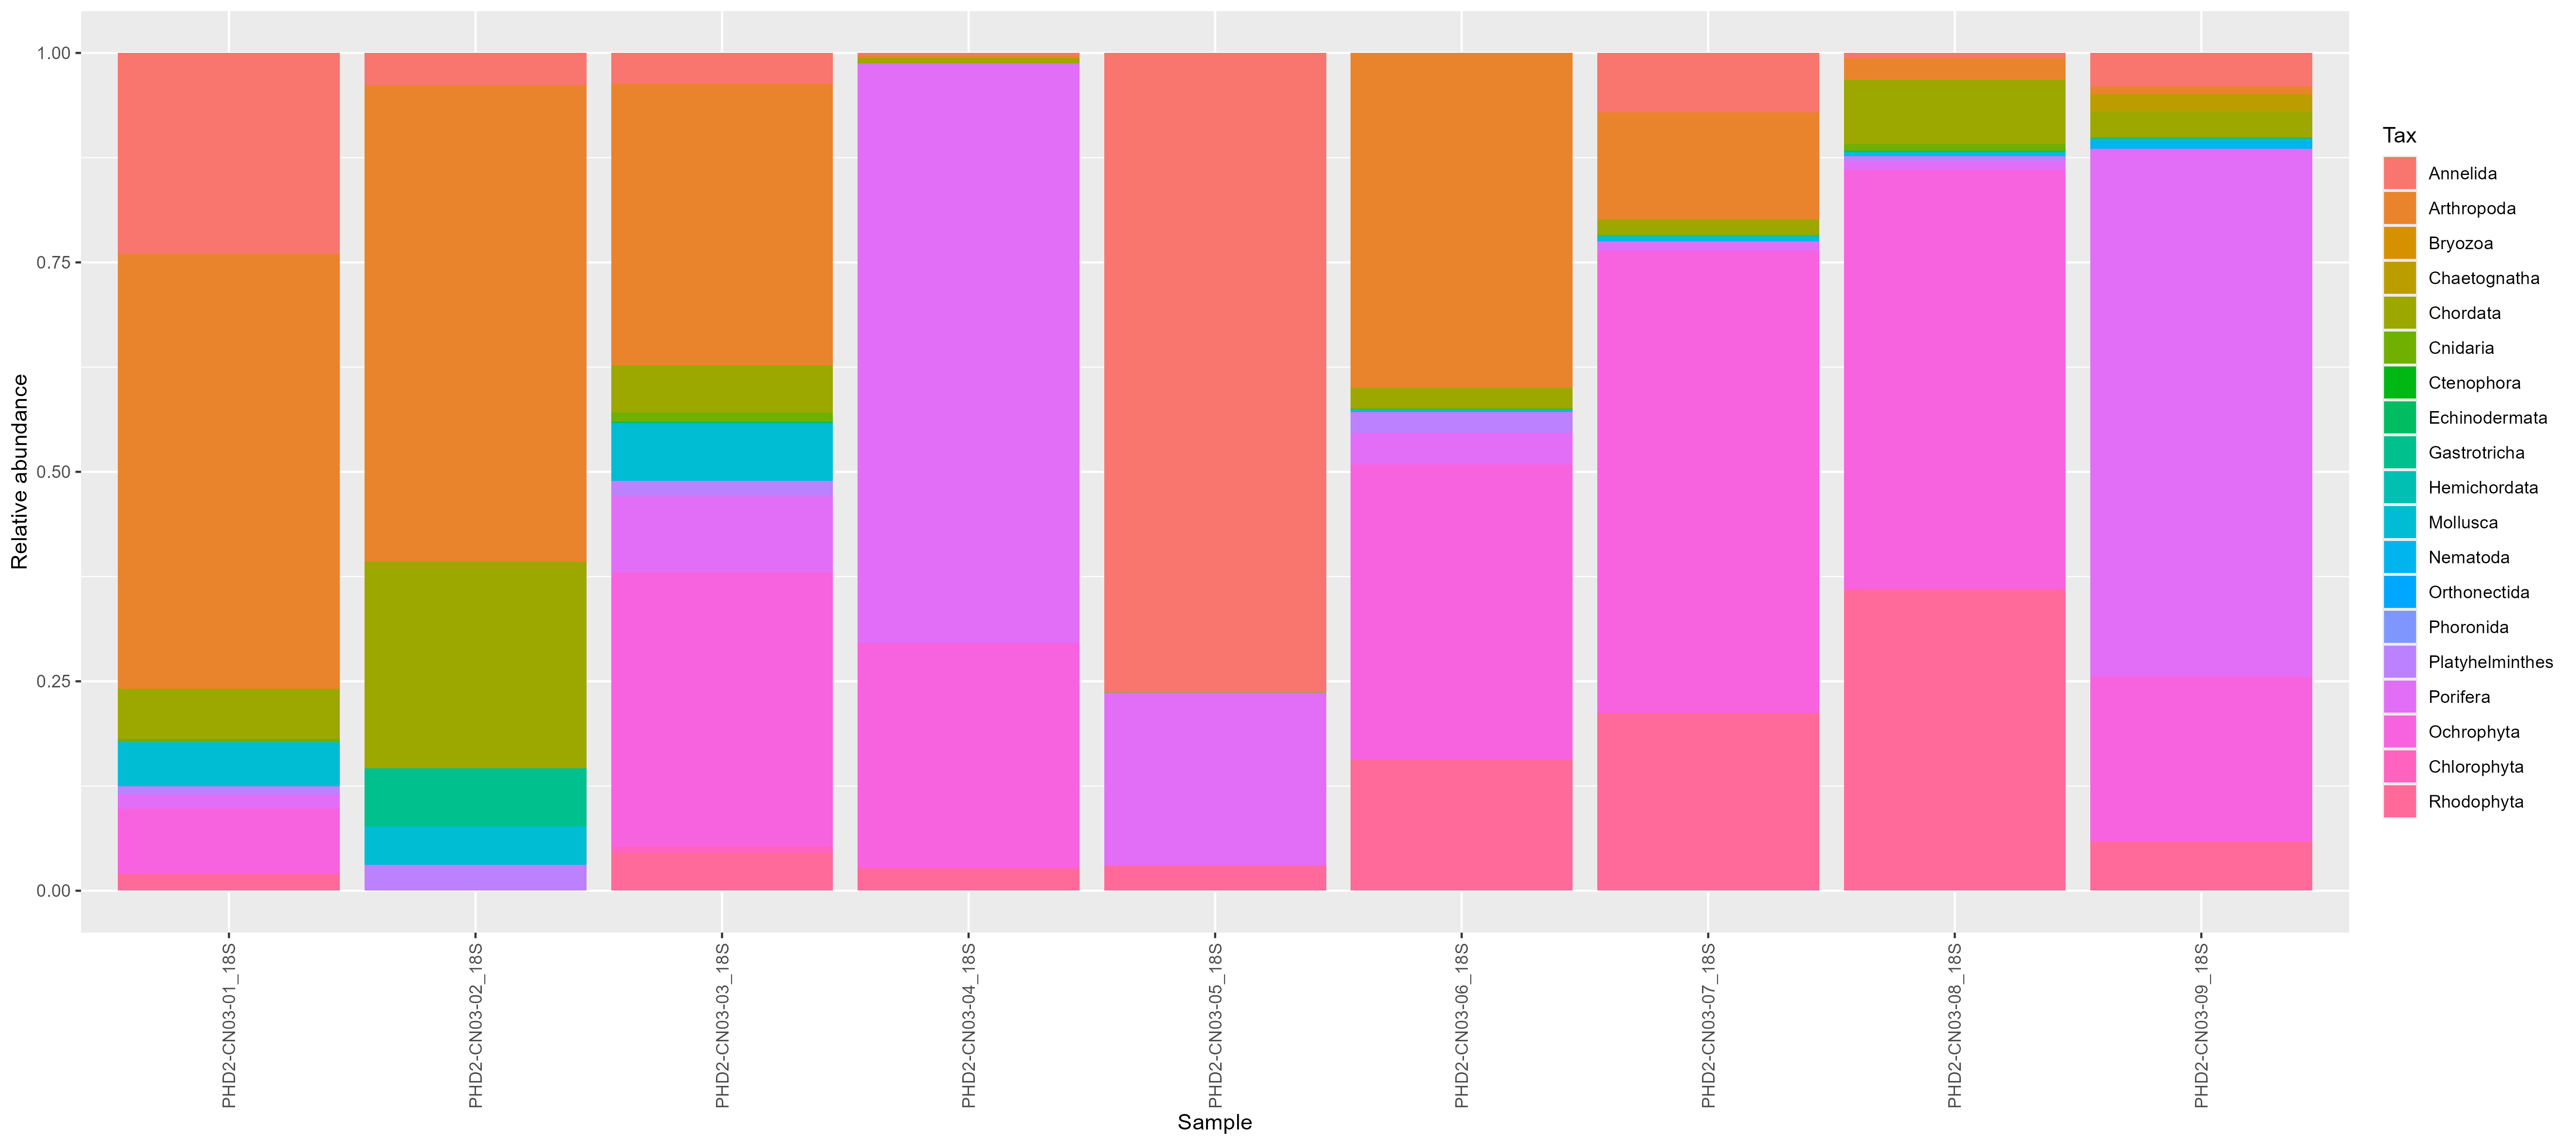 Relative abundance
1.00
0.75
0.50
0.25
0.00
PHD2-CN03-01_18S
PHD2-CN03-02_18S
PHD2-CN03-03_18S
PHD2-CN03-04_18S
PHD2-CN03-05_18S
PHD2-CN03-06_18S
PHD2-CN03-07_18S
PHD2-CN03-08_18S
PHD2-CN03-09_18S
Sample
Tax
Annelida
Arthropoda
Bryozoa
Chaetognatha
Chordata
Cnidaria
Ctenophora
Echinodermata
Gastrotricha
Hemichordata
Mollusca
Nematoda
Orthonectida
Phoronida
Platyhelminthes
Porifera
Ochrophyta
Chlorophyta
Rhodophyta